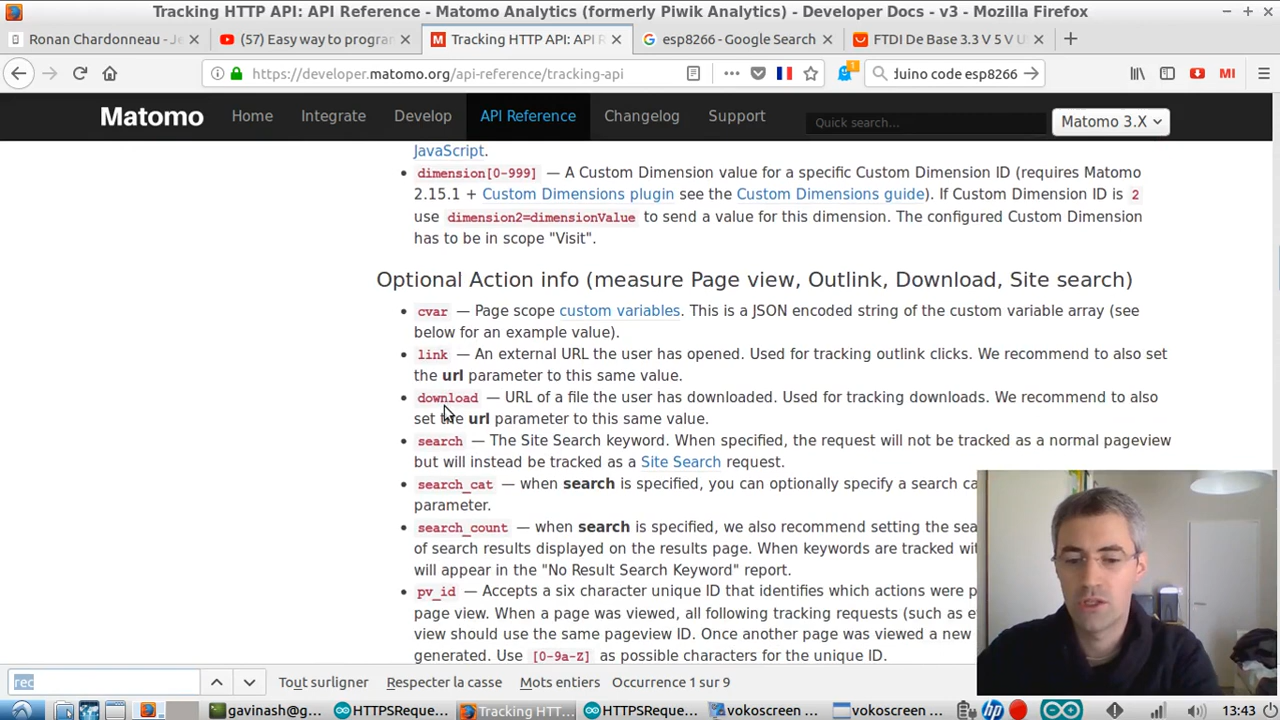 Tracking HTTP API: API Reference - Matomo Analytics (formerly Piwik Analytics) - Developer Docs - v3 - Mozilla Firefox
Ronan Chardonneau - Je
(57) Easy way to progra
Tracking HTTP API: API R
esp8266 - Google Search
FTDI De Base 3.3 V 5 V U
https://developer.matomo.org/api-reference/tracking-api
duino code esp8266
MI
Matomo
Home
Integrate
Develop
API Reference
Changelog
Support
Quick search...
Matomo 3.X
JavaScript.
dimension[0-999] — A Custom Dimension value for a specific Custom Dimension ID (requires Matomo
2.15.1 + Custom Dimensions plugin see the Custom Dimensions guide). If Custom Dimension ID is 2
use dimension2=dimensionValue to send a value for this dimension. The configured Custom Dimension
has to be in scope "Visit".
Optional Action info (measure Page view, Outlink, Download, Site search)
cvar — Page scope custom variables. This is a JSON encoded string of the custom variable array (see
below for an example value).
link — An external URL the user has opened. Used for tracking outlink clicks. We recommend to also set
the url parameter to this same value.
download — URL of a file the user has downloaded. Used for tracking downloads. We recommend to also
set the url parameter to this same value.
search — The Site Search keyword. When specified, the request will not be tracked as a normal pageview
but will instead be tracked as a Site Search request.
search_cat — when search is specified, you can optionally specify a search ca
parameter.
search_count — when search is specified, we also recommend setting the sea
of search results displayed on the results page. When keywords are tracked wit
will appear in the "No Result Search Keyword" report.
pv_id — Accepts a six character unique ID that identifies which actions were p
page view. When a page was viewed, all following tracking requests (such as e
view should use the same pageview ID. Once another page was viewed a new
generated. Use [0-9a-Z] as possible characters for the unique ID.
rec
Tout surligner
Respecter la casse
Mots entiers
Occurrence 1 sur 9
gavinash@g...
HTTPSReque...
Tracking HTT...
HTTPSReque...
vokoscreen ...
vokoscreen ...
13:43